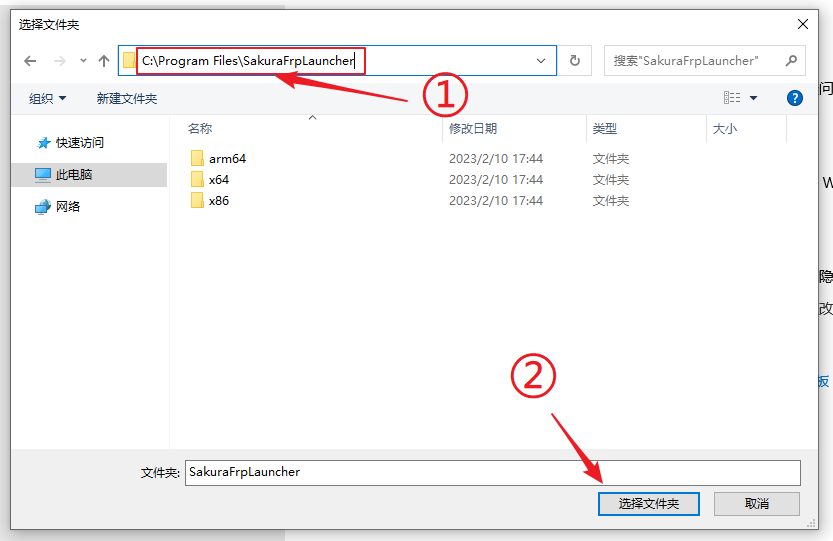 选择文件夹
C:\Program Files\SakuraFrpLauncher
搜索"SakuraFrpLauncher"
①
组织 新建文件夹
问
名称 修改日期 类型 大小
快速访问
此电脑
网络
arm64 2023/2/10 17:44 文件夹
x64 2023/2/10 17:44 文件夹
x86 2023/2/10 17:44 文件夹
W
隐
改
板
②
文件夹: SakuraFrpLauncher
选择文件夹 取消